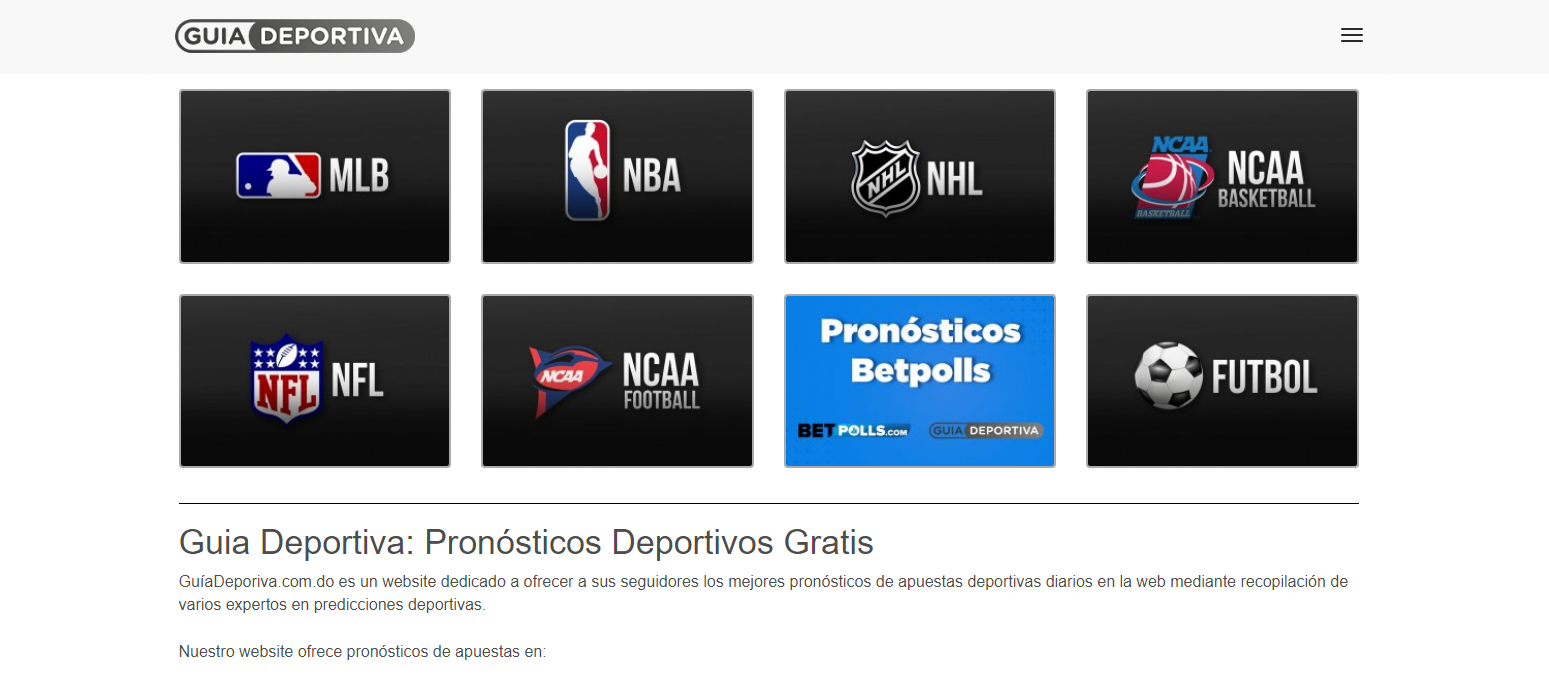 GUIA DEPORTIVA
MLB
NBA
NHL
NHL
NCAA
BASKETBALL
NCAA
BASKETBALL
NFL
NFL
NCAA
NCAA
FOOTBALL
Pronósticos
Betpolls
BETPOLLS.COM
GUIA DEPORTIVA
FUTBOL
Guia Deportiva: Pronósticos Deportivos Gratis
GuíaDeporiva.com.do es un website dedicado a ofrecer a sus seguidores los mejores pronósticos de apuestas deportivas diarios en la web mediante recopilación de
varios expertos en predicciones deportivas.
Nuestro website ofrece pronósticos de apuestas en: